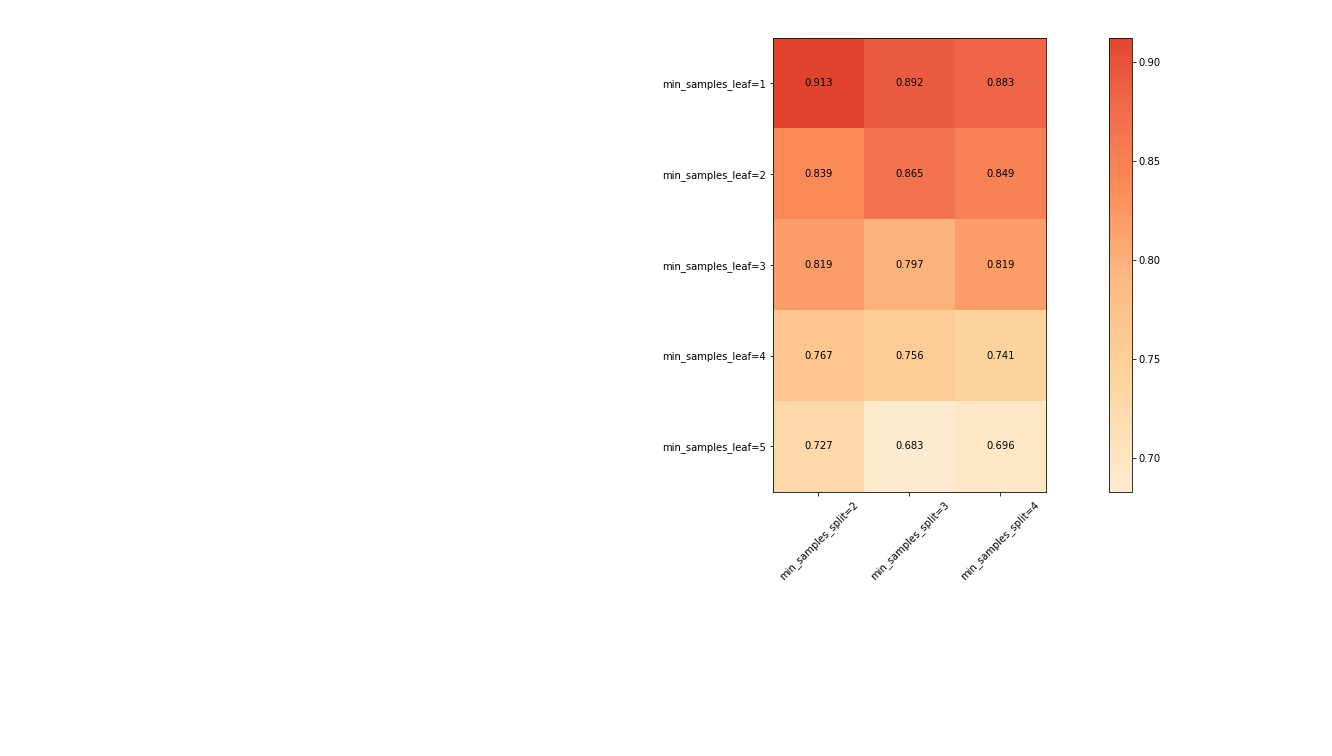 min_samples_leaf=1 0.913 0.892 0.883
min_samples_leaf=2 0.839 0.865 0.849
min_samples_leaf=3 0.819 0.797 0.819
min_samples_leaf=4 0.767 0.756 0.741
min_samples_leaf=5 0.727 0.683 0.696
min_samples_split=2 min_samples_split=3 min_samples_split=4
0.90
0.85
0.80
0.75
0.70